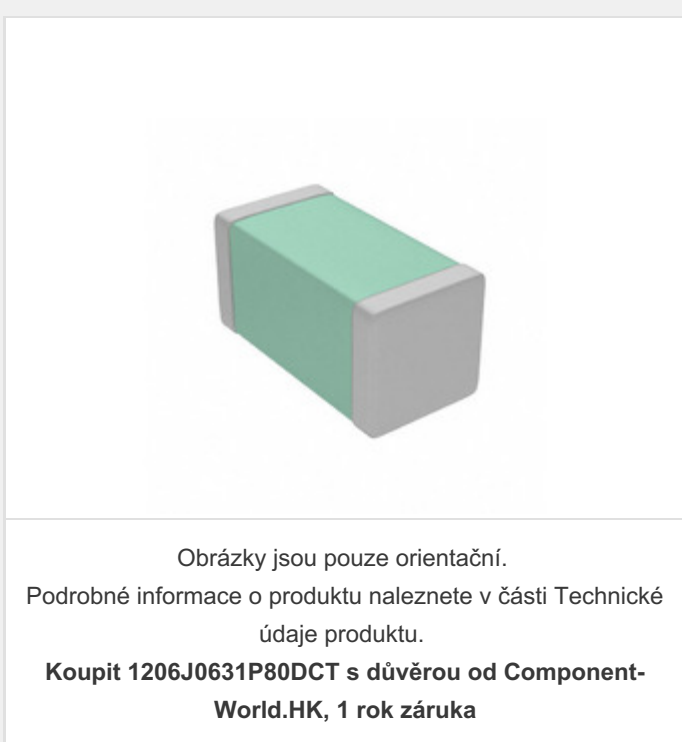 Obrázky jsou pouze orientační.
Podrobné informace o produktu naleznete v části Technické
údaje produktu.
Koupit 1206J0631P80DCT s důvěrou od Component-
World.HK, 1 rok záruka